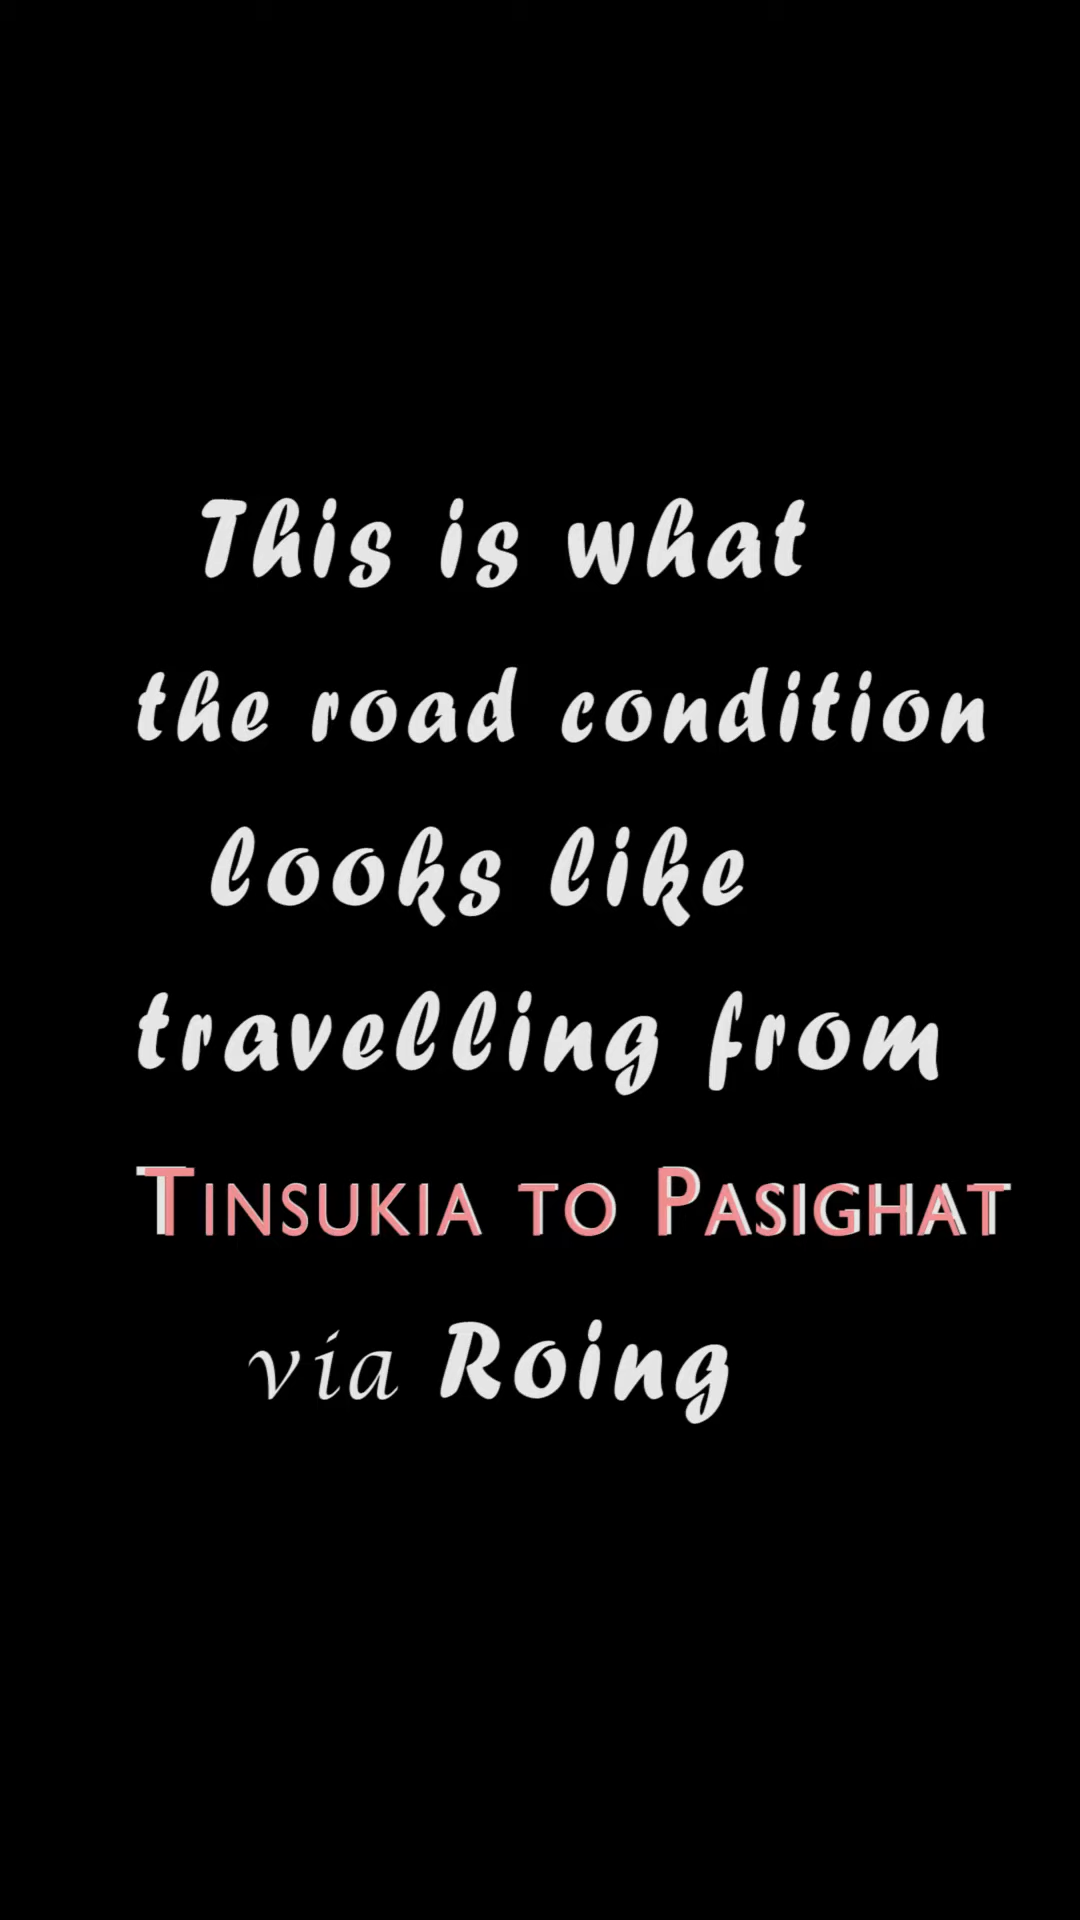 This is what
the road condition
looks like
travelling from
Tinsukia to Pasighat
via Roing